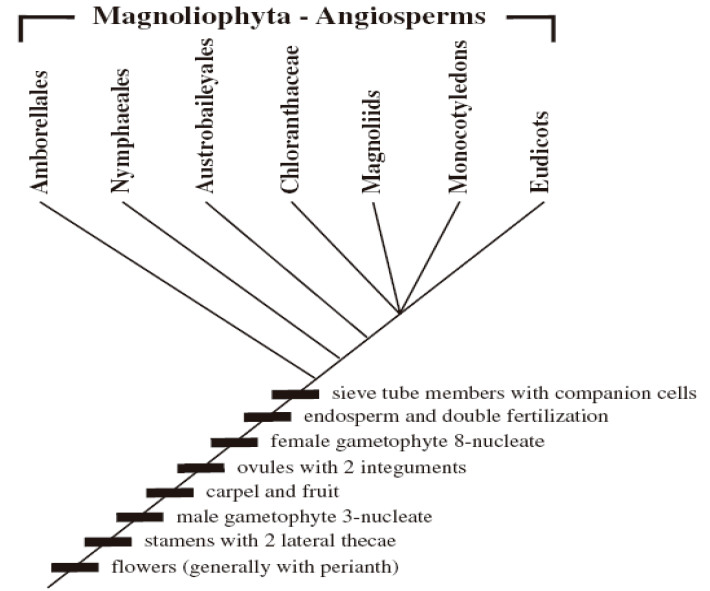 Magnoliophyta - Angiosperms
Amborellales
Nymphaeales
Austrobaileyales
Chloranthaceae
Magnoliids
Monocotyledons
Eudicots
sieve tube members with companion cells
endosperm and double fertilization
female gametophyte 8-nucleate
ovules with 2 integuments
carpel and fruit
male gametophyte 3-nucleate
stamens with 2 lateral thecae
flowers (generally with perianth)